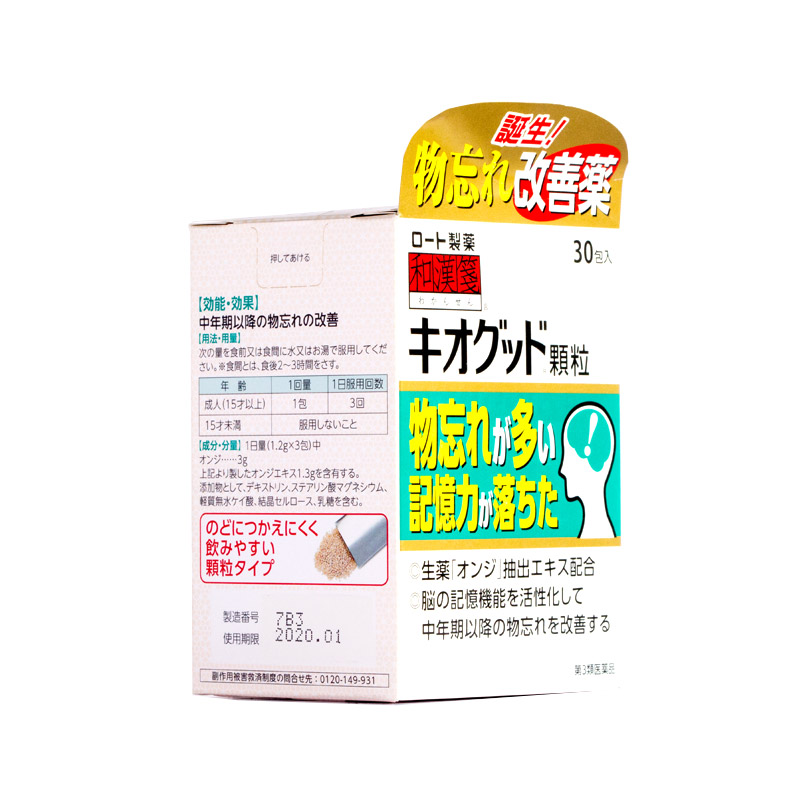 誕生!
物忘れ改善薬
ロート製薬
30包入
和漢箋
わかんせん
キオグッド顆粒
物忘れが多い
記憶力が落ちた
◎生薬「オンジ」抽出エキス配合
◎脳の記憶機能を活性化して
中年期以降の物忘れを改善する
第3類医薬品
押してあける
【効能・効果】
中年期以降の物忘れの改善
【用法・用量】
次の量を食前又は食間に水又はお湯で服用してくだ
さい。※食間とは、食後2〜3時間をさす。
年 齢 1回量 1日服用回数
成人(15才以上) 1包 3回
15才未満 服用しないこと
【成分・分量】1日量(1.2g×3包)中
オンジ……3g
上記より製したオンジエキス1.3gを含有する。
添加物として、デキストリン、ステアリン酸マグネシウム、
軽質無水ケイ酸、結晶セルロース、乳糖を含む。
のどにつかえにくく
飲みやすい
顆粒タイプ
製造番号 7B3
使用期限 2020.01
副作用被害救済制度の問合せ先:0120-149-931